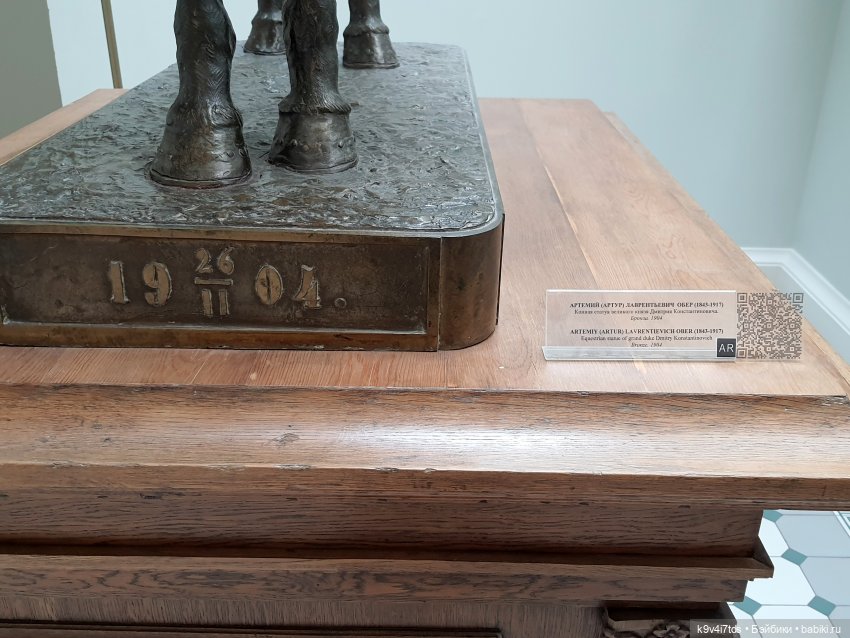 19 26 04.
11
АРТЕМИЙ (АРТУР) ЛАВРЕНТЬЕВИЧ ОБЕР (1843-1917)
Конная статуя великого князя Дмитрия Константиновича.
Бронза. 1904
ARTEMIY (ARTUR) LAVRENTIEVICH OBER (1843-1917)
Equestrian statue of grand duke Dmitry Konstantinovich
Bronze. 1904
AR
k9v4i7tds • Бэйбики • babiki.ru